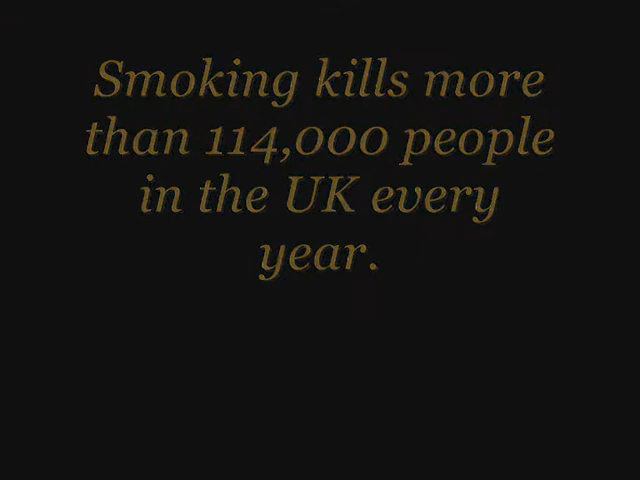 Smoking kills more
than 114,000 people
in the UK every
year.